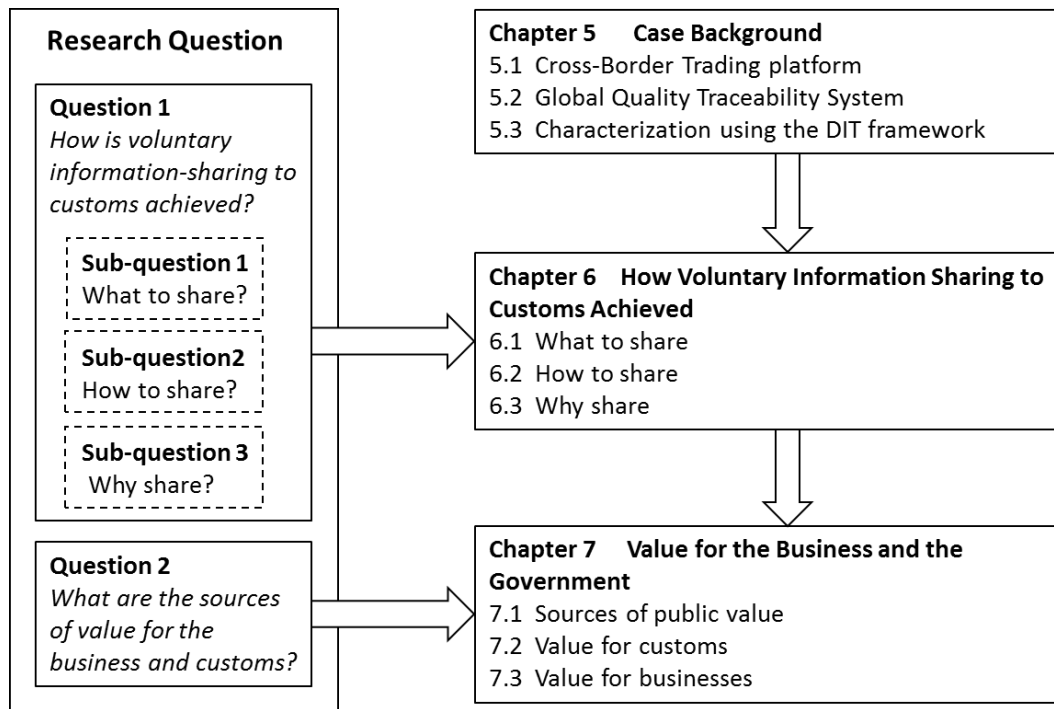 Research Question
Question 1
How is voluntary
information-sharing to
customs achieved?
Sub-question 1
What to share?
Sub-question2
How to share?
Sub-question 3
Why share?
Question 2
What are the sources
of value for the
business and customs?
Chapter 5 Case Background
5.1 Cross-Border Trading platform
5.2 Global Quality Traceability System
5.3 Characterization using the DIT framework
Chapter 6 How Voluntary Information Sharing to
Customs Achieved
6.1 What to share
6.2 How to share
6.3 Why share
Chapter 7 Value for the Business and the
Government
7.1 Sources of public value
7.2 Value for customs
7.3 Value for businesses